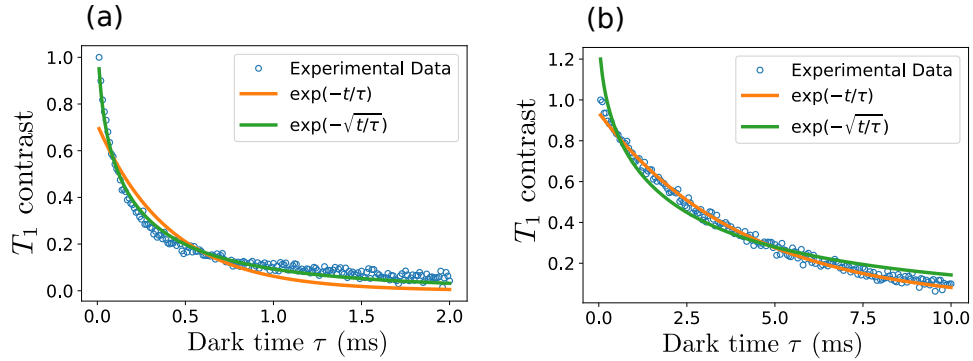 (a)
1.0
0.8
0.6
0.4
0.2
0.0
T₁ contrast
Experimental Data
exp(−t/τ)
exp(−√t/τ)
0.0 0.5 1.0 1.5 2.0
Dark time τ (ms)
(b)
1.2
1.0
0.8
0.6
0.4
0.2
T₁ contrast
Experimental Data
exp(−t/τ)
exp(−√t/τ)
0.0 2.5 5.0 7.5 10.0
Dark time τ (ms)